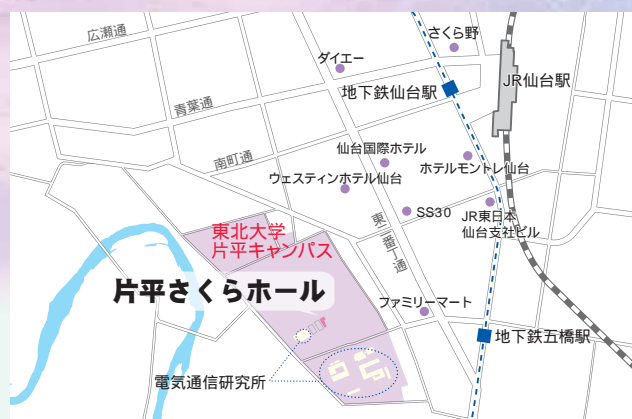 広瀬通
さくら野
ダイエー
JR仙台駅
地下鉄仙台駅
青葉通
仙台国際ホテル
南町通
ホテルモントレ仙台
ウェスティンホテル仙台
SS30
JR東日本
仙台支社ビル
東二番丁通
東北大学
片平キャンパス
片平さくらホール
ファミリーマート
地下鉄五橋駅
電気通信研究所